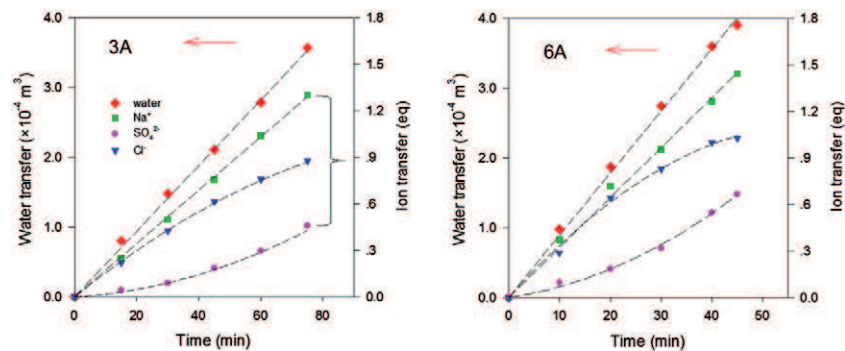 3A
Water transfer (×10⁻⁴ m³)
4.0
3.0
2.0
1.0
0.0
water
Na⁺
SO₄²⁻
Cl⁻
1.8
1.5
1.2
.9
.6
.3
0.0
Ion transfer (eq)
0 20 40 60 80
Time (min)
6A
Water transfer (×10⁻⁴ m³)
4.0
3.0
2.0
1.0
0.0
1.8
1.5
1.2
.9
.6
.3
0.0
Ion transfer (eq)
0 10 20 30 40 50
Time (min)